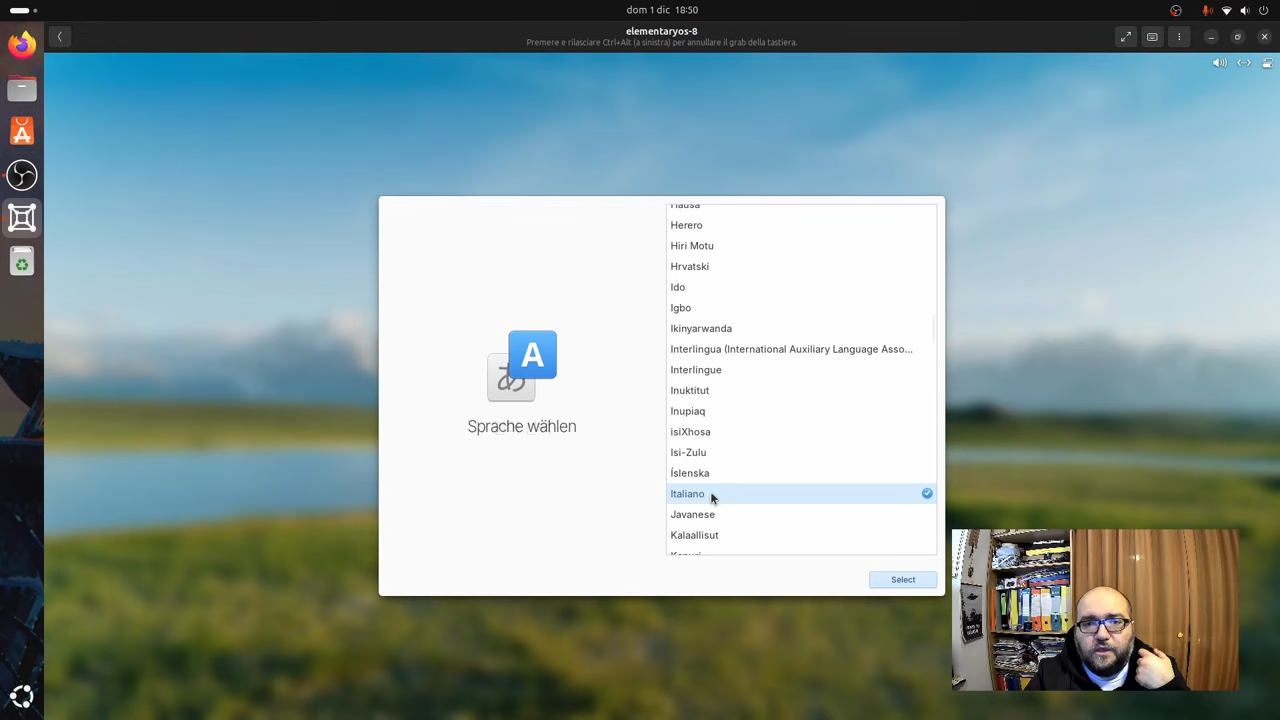 dom 1 dic 18:50
elementaryos-8
Premere e rilasciare Ctrl+Alt (a sinistra) per annullare il grab della tastiera.
Hausa
Herero
Hiri Motu
Hrvatski
Ido
Igbo
Ikinyarwanda
Interlingua (International Auxiliary Language Asso...
Interlingue
Inuktitut
Inupiaq
isiXhosa
Isi-Zulu
Íslenska
Italiano
Javanese
Kalaallisut
A
あ
Sprache wählen
Select